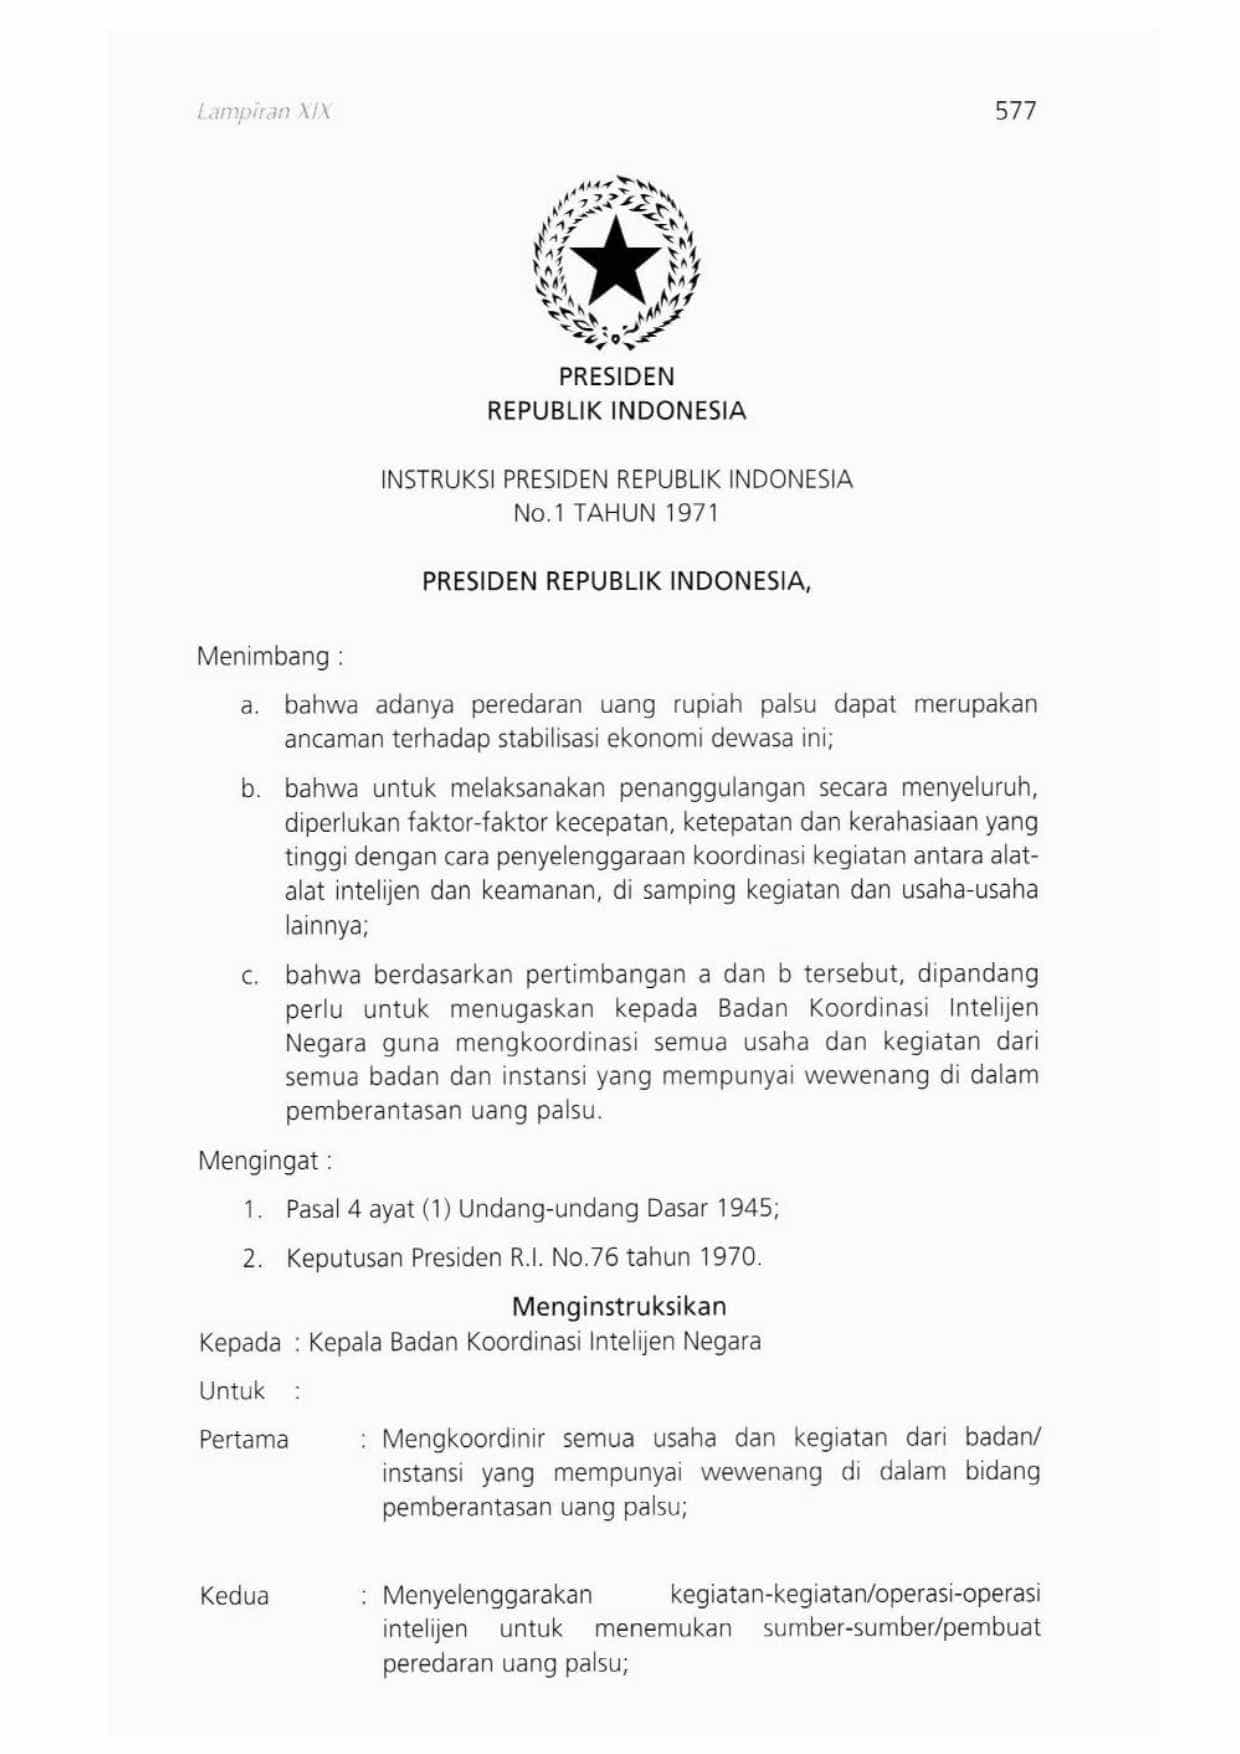 Lampiran XIX
577
PRESIDEN
REPUBLIK INDONESIA
INSTRUKSI PRESIDEN REPUBLIK INDONESIA
No.1 TAHUN 1971
PRESIDEN REPUBLIK INDONESIA,
Menimbang :
a. bahwa adanya peredaran uang rupiah palsu dapat merupakan
ancaman terhadap stabilisasi ekonomi dewasa ini;
b. bahwa untuk melaksanakan penanggulangan secara menyeluruh,
diperlukan faktor-faktor kecepatan, ketepatan dan kerahasiaan yang
tinggi dengan cara penyelenggaraan koordinasi kegiatan antara alat-
alat intelijen dan keamanan, di samping kegiatan dan usaha-usaha
lainnya;
c. bahwa berdasarkan pertimbangan a dan b tersebut, dipandang
perlu untuk menugaskan kepada Badan Koordinasi Intelijen
Negara guna mengkoordinasi semua usaha dan kegiatan dari
semua badan dan instansi yang mempunyai wewenang di dalam
pemberantasan uang palsu.
Mengingat :
1. Pasal 4 ayat (1) Undang-undang Dasar 1945;
2. Keputusan Presiden R.I. No.76 tahun 1970.
Menginstruksikan
Kepada : Kepala Badan Koordinasi Intelijen Negara
Untuk :
Pertama : Mengkoordinir semua usaha dan kegiatan dari badan/
instansi yang mempunyai wewenang di dalam bidang
pemberantasan uang palsu;
Kedua : Menyelenggarakan kegiatan-kegiatan/operasi-operasi
intelijen untuk menemukan sumber-sumber/pembuat
peredaran uang palsu;